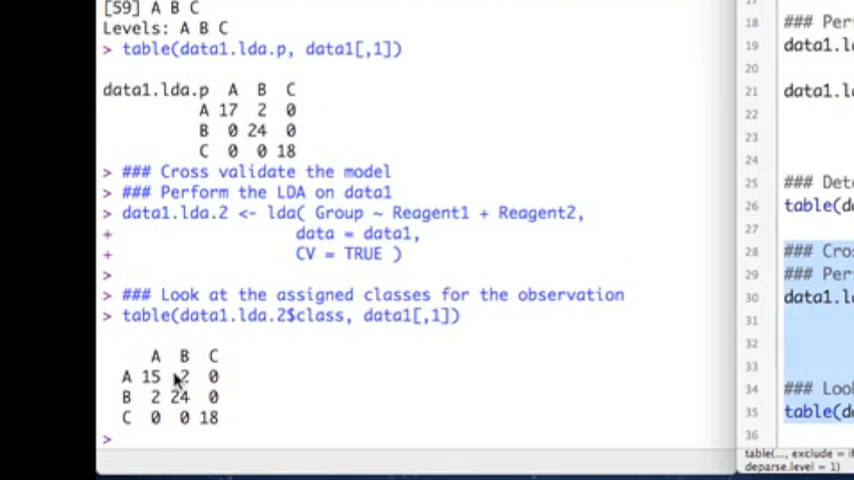 [59] A B C
Levels: A B C
> table(data1.lda.p, data1[,1])
data1.lda.p A B C
A 17 2 0
B 0 24 0
C 0 0 18
> ### Cross validate the model
> ### Perform the LDA on data1
> data1.lda.2 <- lda( Group ~ Reagent1 + Reagent2,
+ data = data1,
+ CV = TRUE )
>
> ### Look at the assigned classes for the observation
> table(data1.lda.2$class, data1[,1])
A B C
A 15 2 0
B 2 24 0
C 0 0 18
>
18 ### Per
19 data1.l
20
21 data1.l
22
23
24
25 ### Det
26 table(d
27
28 ### Cro
29 ### Per
30 data1.l
31
32
33
34 ### Loo
35 table(d
36
table(..., exclude = i
deparse.level = 1)